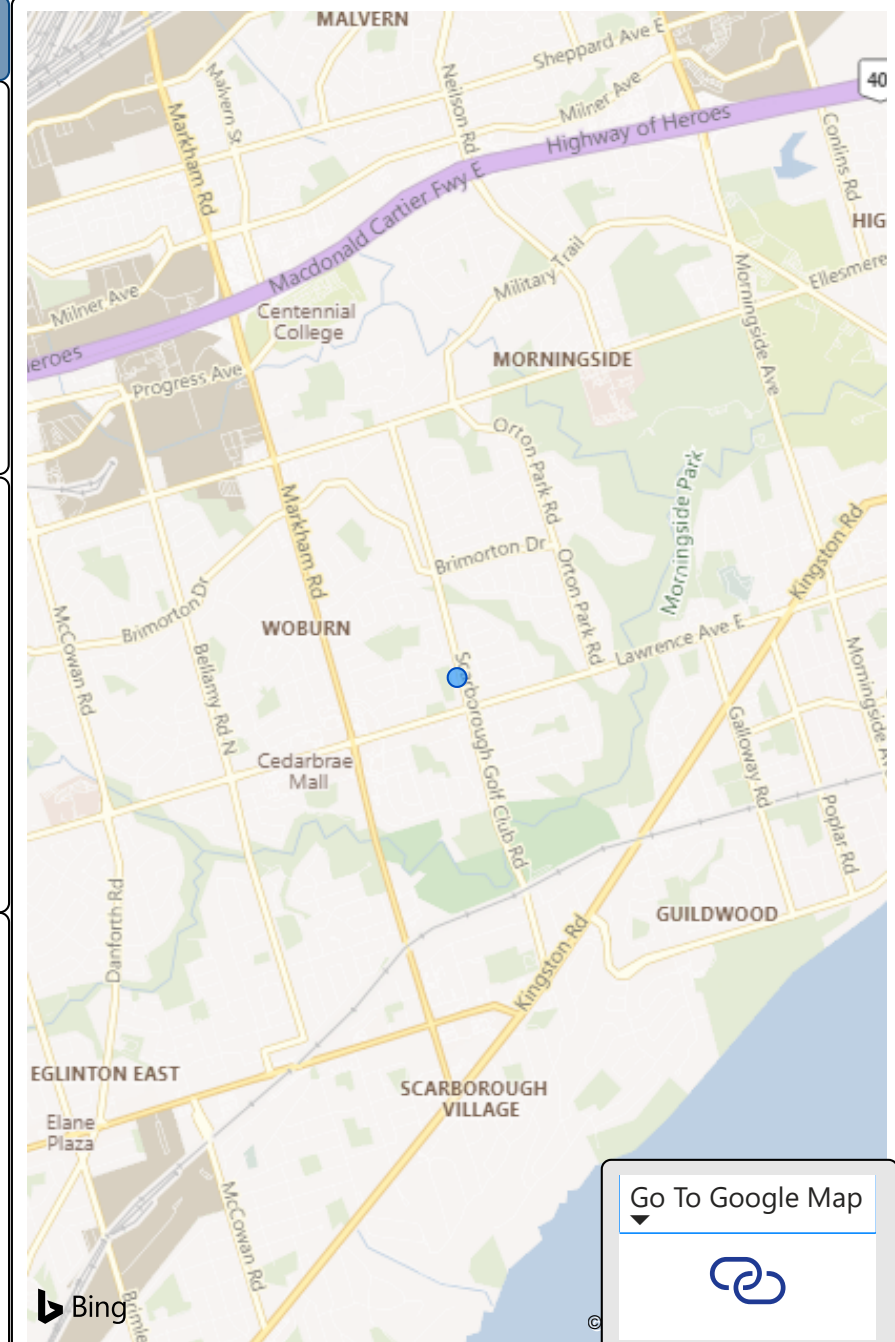 MALVERN
Sheppard Ave E
Malvern St
Neilson Rd
Milner Ave
40
Markham Rd
Highway of Heroes
Conlins Rd
Macdonald Cartier Fwy E
HIG
Military Trail
Ellesmere
Milner Ave
Centennial
College
Morningside Ave
eroes
MORNINGSIDE
Progress Ave
Orton Park Rd
Morningside Park
Markham Rd
Kingston Rd
Brimorton Dr
Orton Park Rd
Brimorton Dr
McCowan Rd
WOBURN
Lawrence Ave E
Bellamy Rd N
Scarborough Golf Club Rd
Morningside A
Galloway Rd
Cedarbrae
Mall
Poplar Rd
Danforth Rd
GUILDWOOD
Kingston Rd
EGLINTON EAST
SCARBOROUGH
VILLAGE
Elane
Plaza
McCowan Rd
Go To Google Map
Bing
Brimle
©